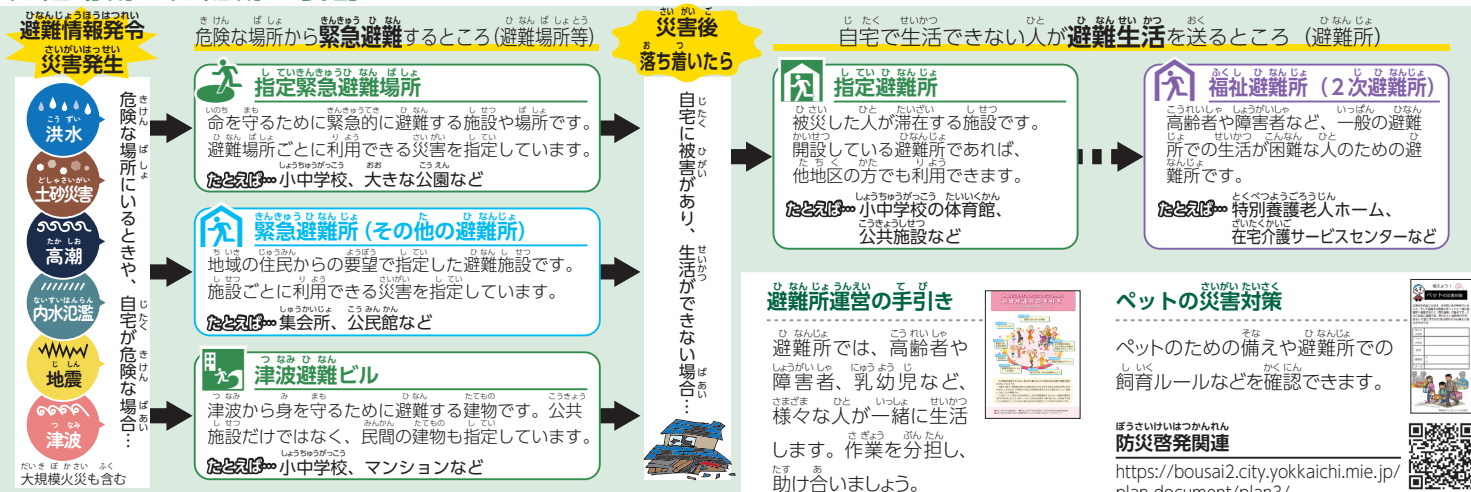 避難情報発令
災害発生
危険な場所にいるときや、自宅が危険な場合…
洪水
土砂災害
高潮
内水氾濫
地震
津波
大規模火災も含む
危険な場所から緊急避難するところ(避難場所等)
指定緊急避難場所
命を守るために緊急的に避難する施設や場所です。
避難場所ごとに利用できる災害を指定しています。
たとえば…小中学校、大きな公園など
緊急避難所(その他の避難所)
地域の住民からの要望で指定した避難施設です。
施設ごとに利用できる災害を指定しています。
たとえば…集会所、公民館など
津波避難ビル
津波から身を守るために避難する建物です。公共
施設だけではなく、民間の建物も指定しています。
たとえば…小中学校、マンションなど
災害後
落ち着いたら
自宅に被害があり、生活ができない場合…
自宅で生活できない人が避難生活を送るところ（避難所）
指定避難所
被災した人が滞在する施設です。
開設している避難所であれば、
他地区の方でも利用できます。
たとえば…小中学校の体育館、
公共施設など
福祉避難所（２次避難所）
高齢者や障害者など、一般の避難
所での生活が困難な人のための避
難所です。
たとえば…特別養護老人ホーム、
在宅介護サービスセンターなど
避難所運営の手引き
避難所では、高齢者や
障害者、乳幼児など、
様々な人が一緒に生活
します。作業を分担し、
助け合いましょう。
ペットの災害対策
ペットのための備えや避難所での
飼育ルールなどを確認できます。
防災啓発関連
https://bousai2.city.yokkaichi.mie.jp/
plan-document/plan3/